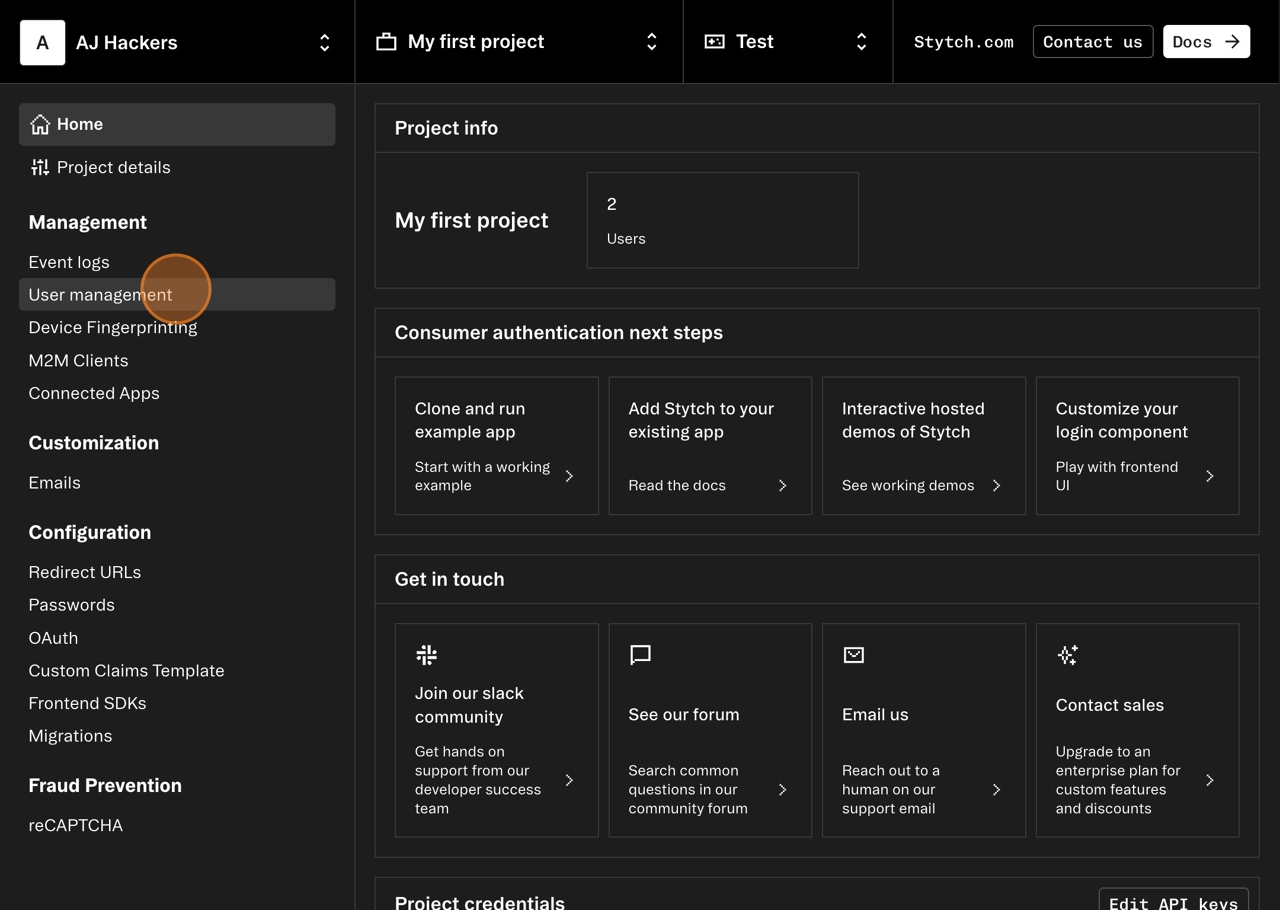 A AJ Hackers
My first project
Test
Stytch.com
Contact us
Docs
Home
Project details
Management
Event logs
User management
Device Fingerprinting
M2M Clients
Connected Apps
Customization
Emails
Configuration
Redirect URLs
Passwords
OAuth
Custom Claims Template
Frontend SDKs
Migrations
Fraud Prevention
reCAPTCHA
Project info
My first project
2
Users
Consumer authentication next steps
Clone and run
example app
Start with a working
example
Add Stytch to your
existing app
Read the docs
Interactive hosted
demos of Stytch
See working demos
Customize your
login component
Play with frontend
UI
Get in touch
Join our slack
community
Get hands on
support from our
developer success
team
See our forum
Search common
questions in our
community forum
Email us
Reach out to a
human on our
support email
Contact sales
Upgrade to an
enterprise plan for
custom features
and discounts
Project credentials
Edit API keys